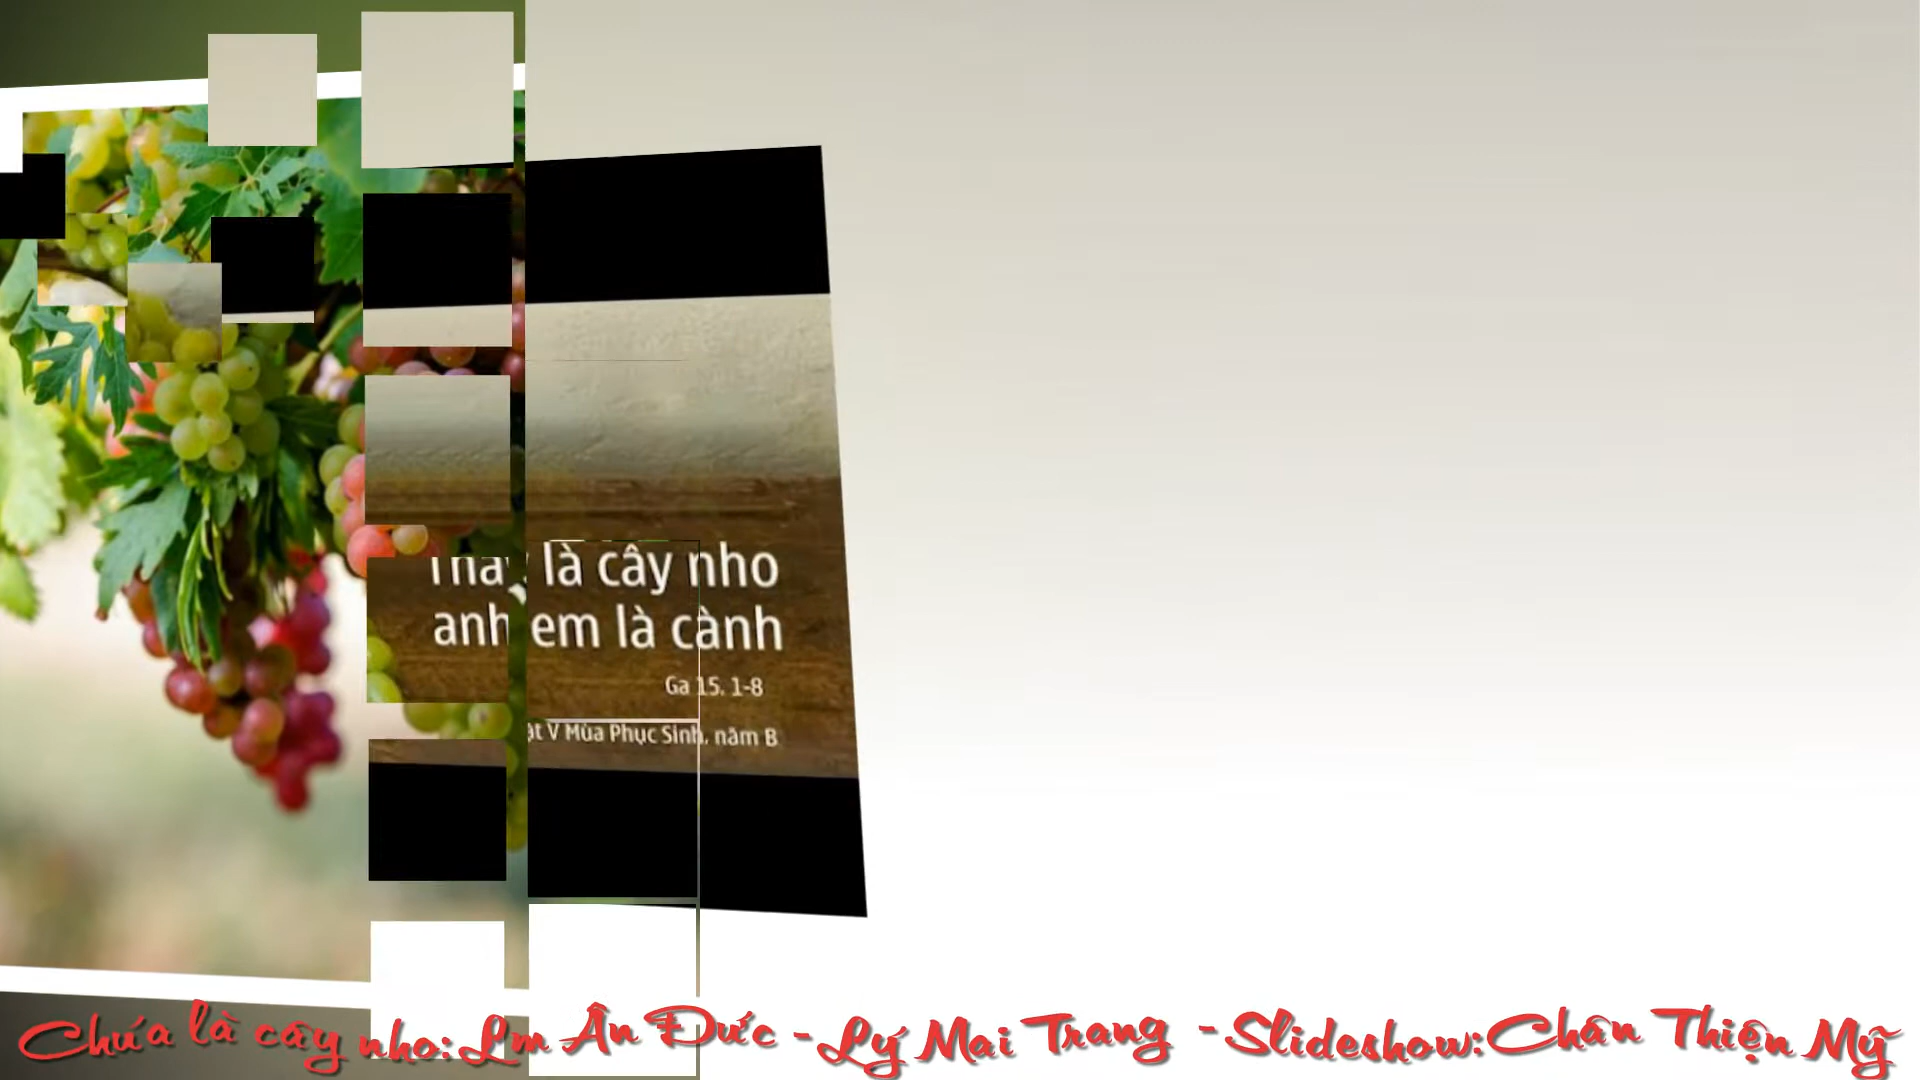 là cây nho
anh em là cành
Ga 15, 1-8
V Mùa Phục Sinh, năm B
Chúa là cây nho: Lm Ân Đức - Lý Mai Trang - Slideshow: Chân Thiện Mỹ